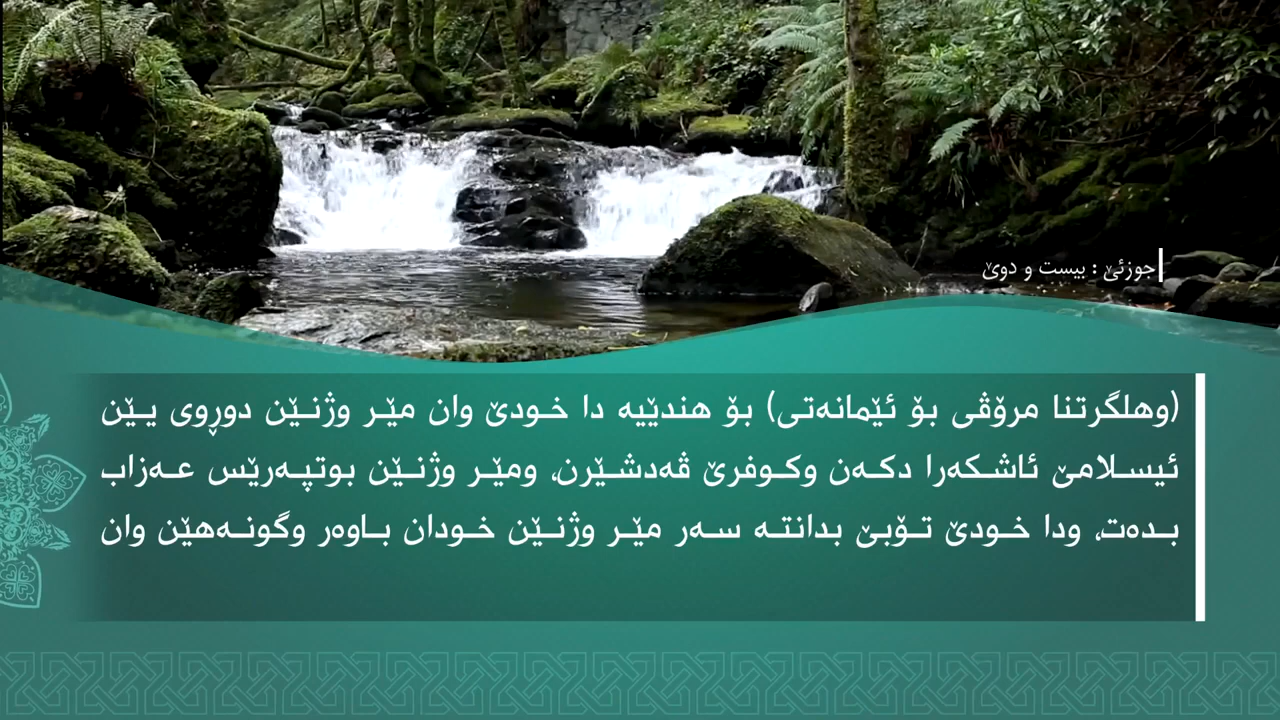 جوزئێ : بیست و دوێ
(وهلگرتنا مرۆڤی بۆ ئێمانەتی) بۆ هندێیە دا خودێ وان مێر وژنێن دوڕوی یێن
ئیسلامێ ئاشکەرا دکەن وکوفرێ ڤەدشێرن، ومێر وژنێن بوتپەرێس عەزاب
بدەت، ودا خودێ تۆبێ بدانتە سەر مێر وژنێن خودان باوەر وگونەهێن وان